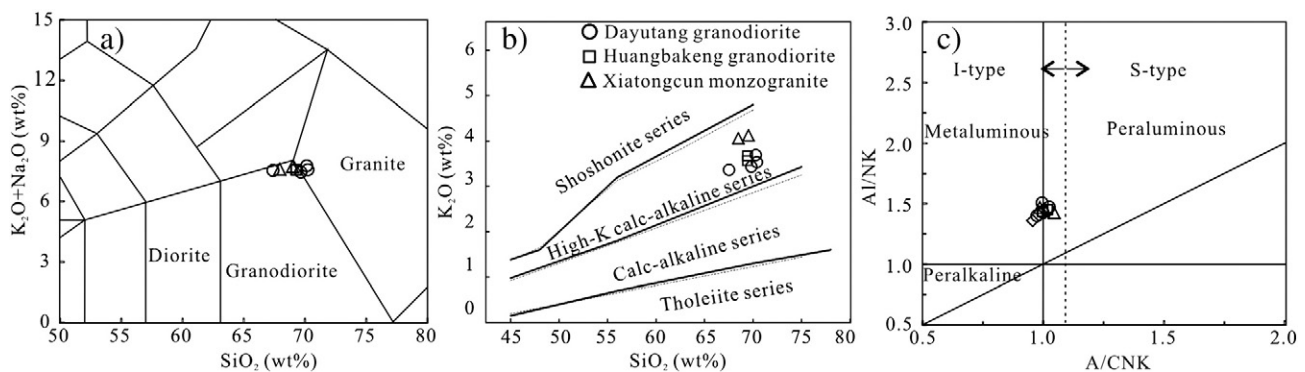 a)
15
12
9
6
3
0
K₂O+Na₂O (wt%)
Diorite
Granodiorite
Granite
50
55
60
65
70
75
80
SiO₂ (wt%)
b)
Dayutang granodiorite
Huangbakeng granodiorite
Xiatongcun monzogranite
6
5
4
3
2
1
0
K₂O (wt%)
Shoshonite series
High-K calc-alkaline series
Calc-alkaline series
Tholeiite series
45
50
55
60
65
70
75
80
SiO₂ (wt%)
c)
3.0
2.5
2.0
1.5
1.0
0.5
Al/NK
I-type
S-type
Metaluminous
Peraluminous
Peralkaline
0.5
1.0
1.5
2.0
A/CNK